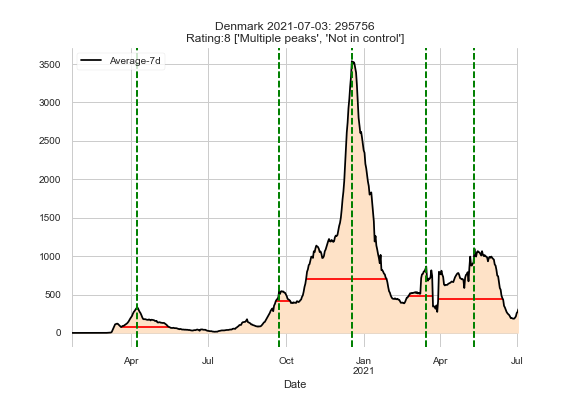 Denmark 2021-07-03: 295756
Rating:8 ['Multiple peaks', 'Not in control']
Average-7d
3500
3000
2500
2000
1500
1000
500
0
Apr
Jul
Oct
Jan
2021
Apr
Jul
Date